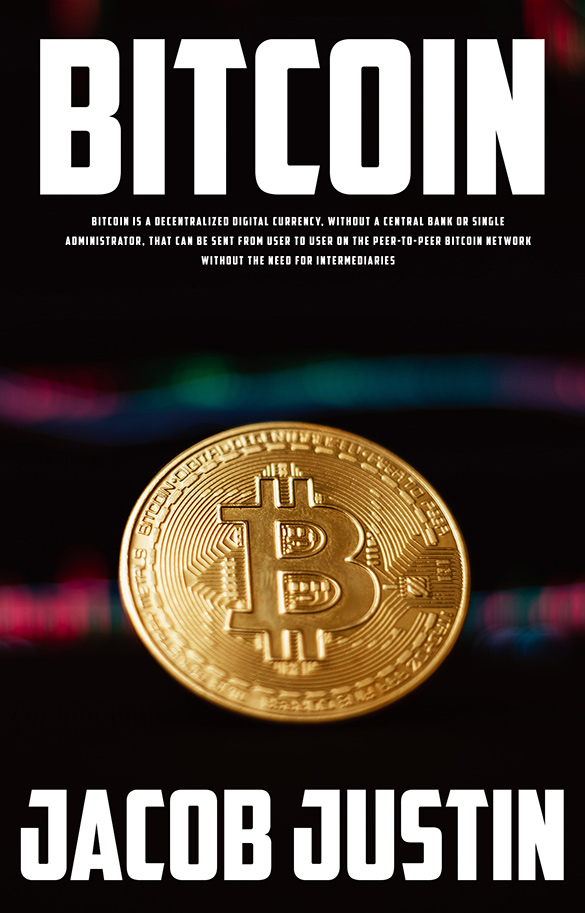 BITCOIN
BITCOIN IS A DECENTRALIZED DIGITAL CURRENCY, WITHOUT A CENTRAL BANK OR SINGLE
ADMINISTRATOR, THAT CAN BE SENT FROM USER TO USER ON THE PEER-TO-PEER BITCOIN NETWORK
WITHOUT THE NEED FOR INTERMEDIARIES
BITCOIN
JACOB JUSTIN